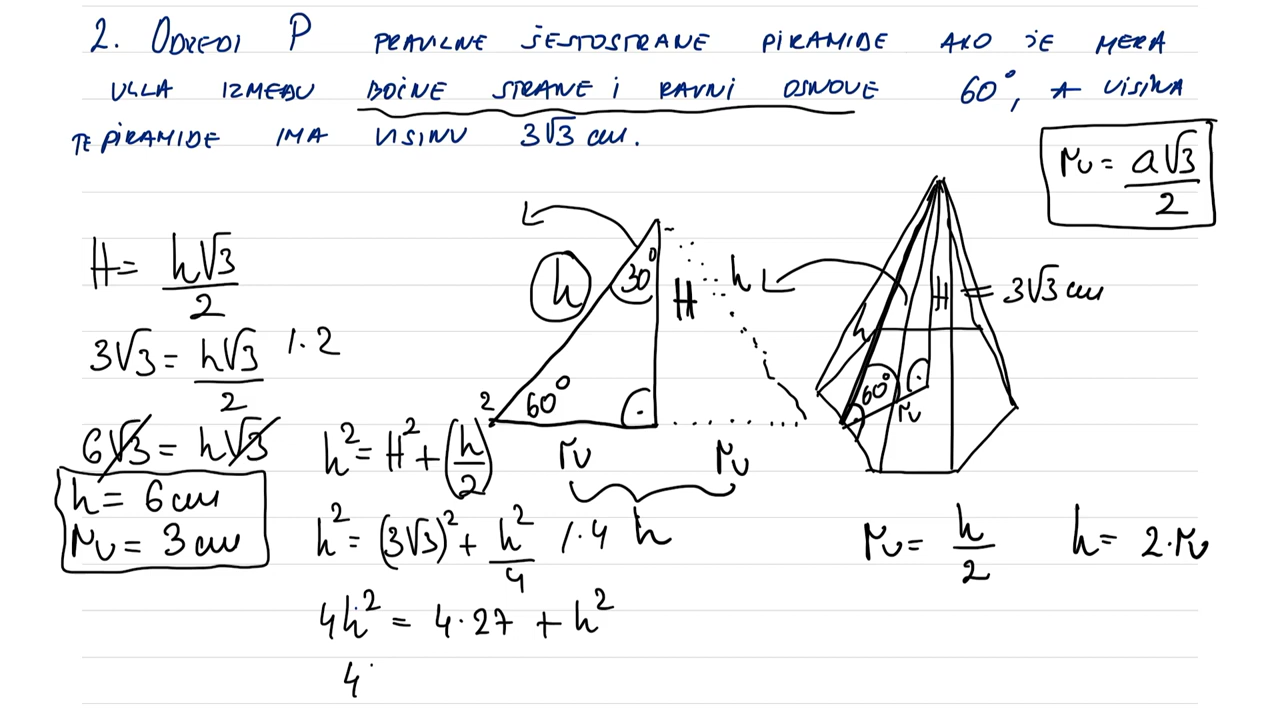 2. ODREDI P PRAVILNE ŠESTOSTRANE PIRAMIDE AKO JE MERA
UGLA IZMEĐU BOČNE STRANE I RAVNI OSNOVE 60°, A VISINA
TE PIRAMIDE IMA VISINU 3√3 cm.
rᵤ = a√3/2
H = h√3/2
3√3 = h√3/2 /·2
6√3 = h√3
h = 6 cm
rᵤ = 3 cm
h
30°
H
60°
rᵤ rᵤ
h
h² = H² + (h/2)²
h² = (3√3)² + h²/4 /·4
4h² = 4·27 + h²
4
h
H = 3√3 cm
h
60°
rᵤ
rᵤ = h/2 h = 2·rᵤ